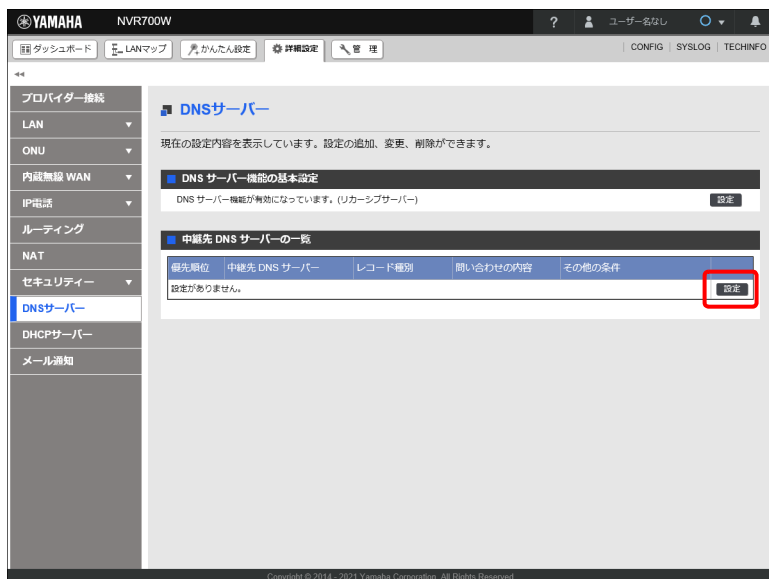 YAMAHA NVR700W ? ユーザー名なし
ダッシュボード LANマップ かんたん設定 詳細設定 管 理 CONFIG SYSLOG TECHINFO
プロバイダー接続
LAN
ONU
内蔵無線 WAN
IP電話
ルーティング
NAT
セキュリティー
DNSサーバー
DHCPサーバー
メール通知
DNSサーバー
現在の設定内容を表示しています。設定の追加、変更、削除ができます。
DNS サーバー機能の基本設定
DNS サーバー機能が有効になっています。(リカーシブサーバー) 設定
中継先 DNS サーバーの一覧
優先順位 中継先 DNS サーバー レコード種別 問い合わせの内容 その他の条件
設定がありません。 設定
Copyright © 2014 - 2021 Yamaha Corporation. All Rights Reserved.